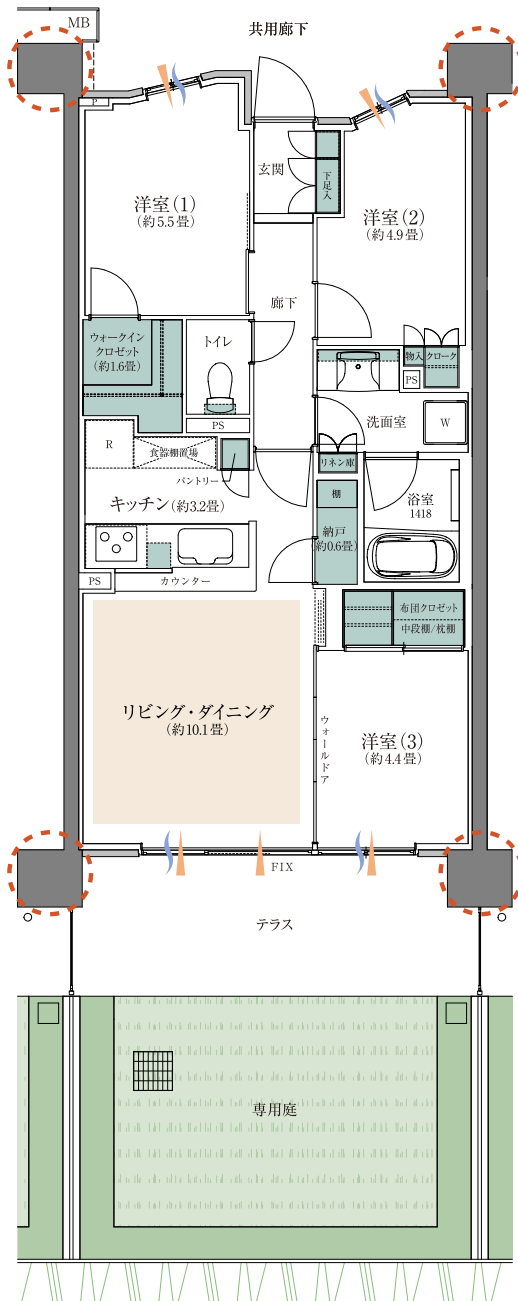 MB
共用廊下
P
玄関
下足入
洋室(1)
(約5.5畳)
洋室(2)
(約4.9畳)
廊下
ウォークイン
クロゼット
(約1.6畳)
トイレ
物入
クローク
PS
PS
洗面室
W
R
食器棚置場
パントリー
リネン庫
棚
キッチン(約3.2畳)
納戸
(約0.6畳)
浴室
1418
PS
カウンター
布団クロゼット
中段棚/枕棚
リビング・ダイニング
(約10.1畳)
ウォールドア
洋室(3)
(約4.4畳)
FIX
テラス
専用庭